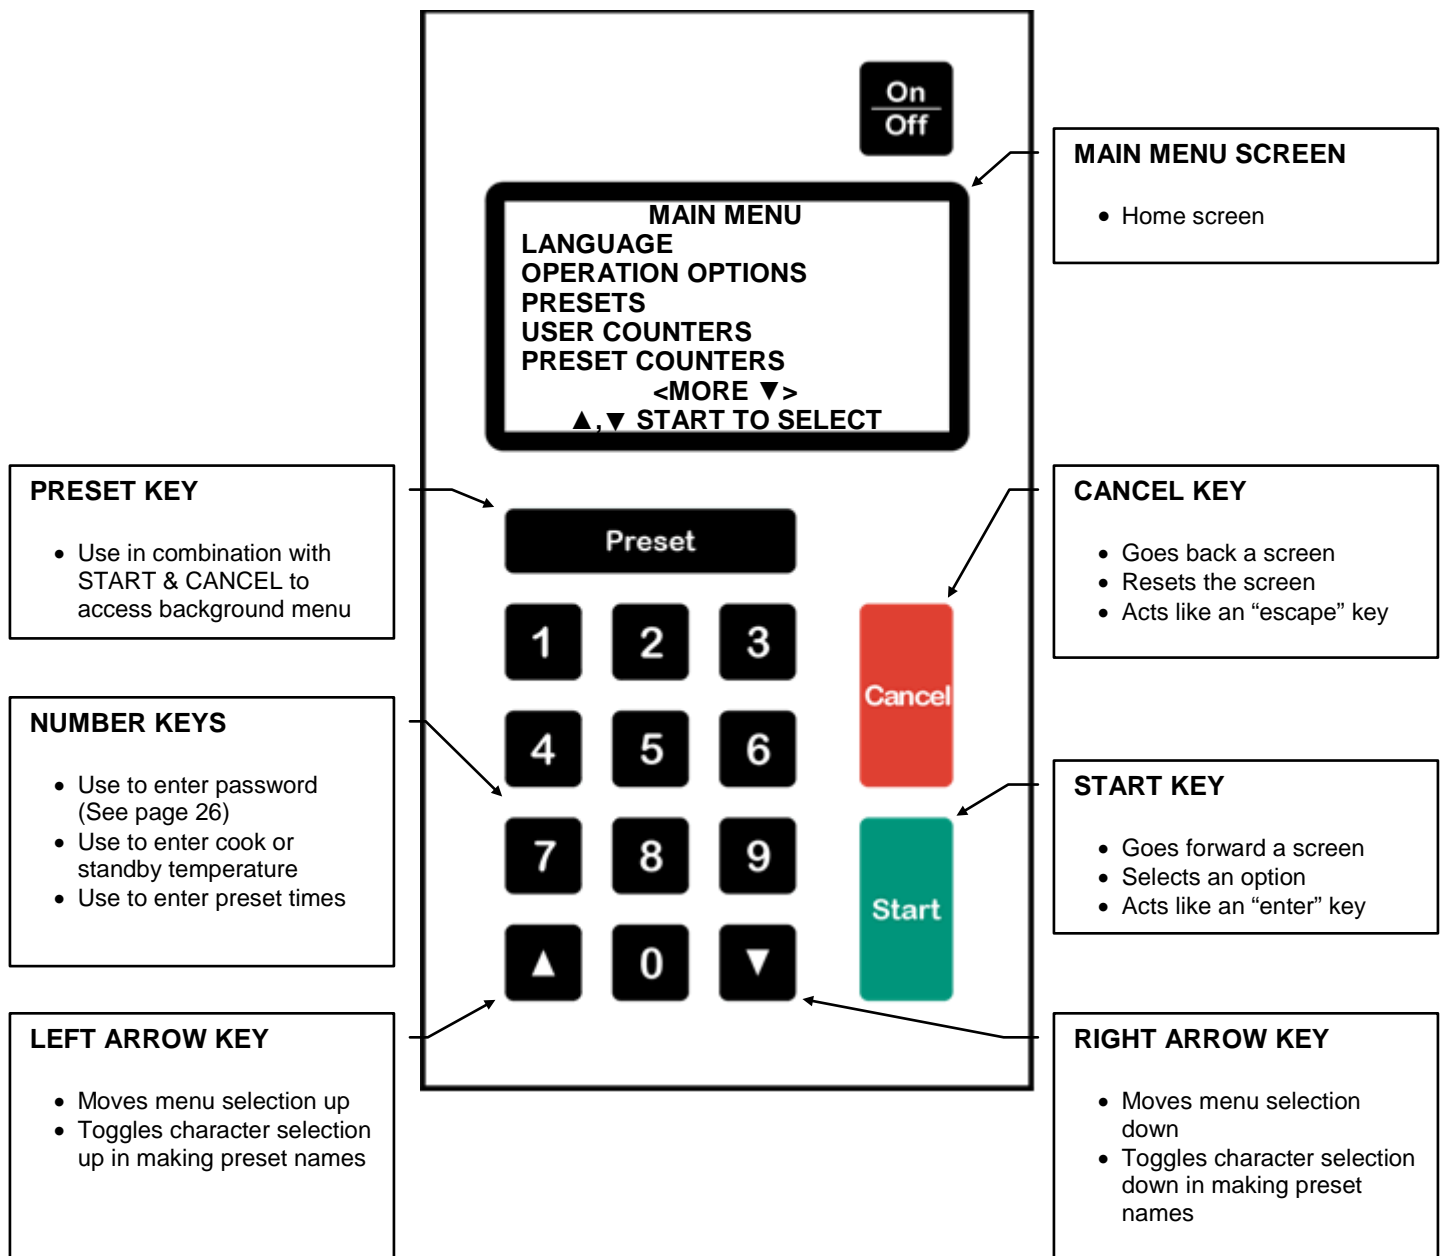 On
Off
MAIN MENU SCREEN
• Home screen
MAIN MENU
LANGUAGE
OPERATION OPTIONS
PRESETS
USER COUNTERS
PRESET COUNTERS
<MORE ▼>
▲,▼ START TO SELECT
PRESET KEY
• Use in combination with
START & CANCEL to
access background menu
Preset
CANCEL KEY
• Goes back a screen
• Resets the screen
• Acts like an “escape” key
1 2 3
Cancel
4 5 6
NUMBER KEYS
• Use to enter password
(See page 26)
• Use to enter cook or
standby temperature
• Use to enter preset times
START KEY
• Goes forward a screen
• Selects an option
• Acts like an “enter” key
7 8 9
Start
▲ 0 ▼
LEFT ARROW KEY
• Moves menu selection up
• Toggles character selection
up in making preset names
RIGHT ARROW KEY
• Moves menu selection
down
• Toggles character selection
down in making preset
names